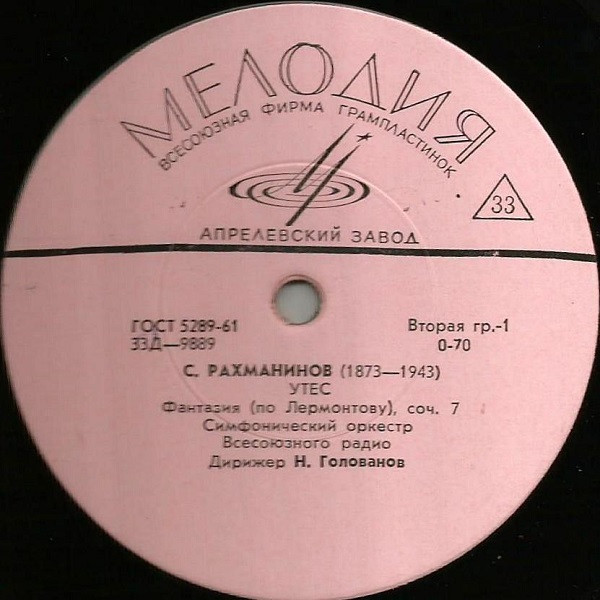 МЕЛОДИЯ
ВСЕСОЮЗНАЯ ФИРМА ГРАМПЛАСТИНОК
33
АПРЕЛЕВСКИЙ ЗАВОД
ГОСТ 5289-61 Вторая гр.-1
33Д—9889 0-70
С. РАХМАНИНОВ (1873—1943)
УТЕС
Фантазия (по Лермонтову), соч. 7
Симфонический оркестр
Всесоюзного радио
Дирижер Н. Голованов